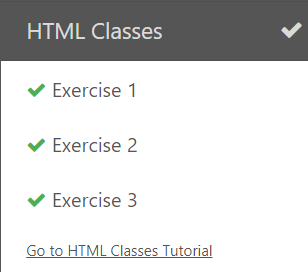 HTML Classes
Exercise 1
Exercise 2
Exercise 3
Go to HTML Classes Tutorial